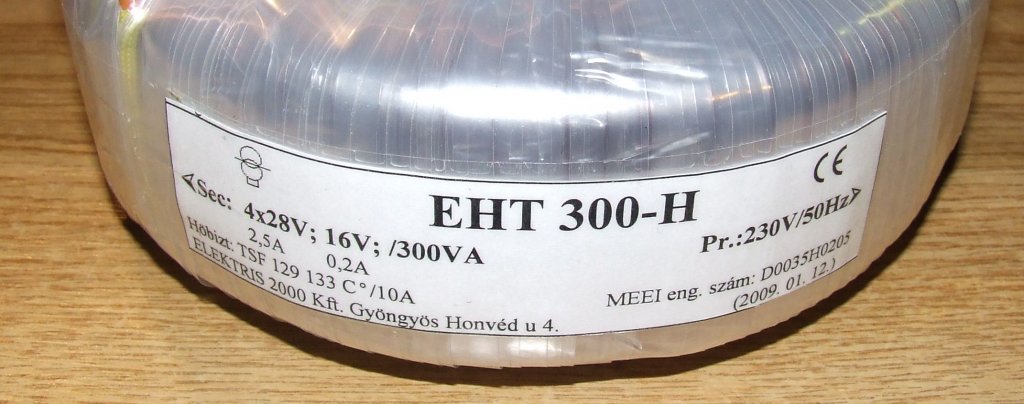 CE
EHT 300-H
Sec: 4x28V; 16V; /300VA
2,5A 0,2A
Pr.:230V/50Hz
Hőbizt: TSF 129 133 C°/10A
ELEKTRIS 2000 Kft. Gyöngyös Honvéd u 4.
MEEI eng. szám: D0035H0205
(2009. 01. 12.)